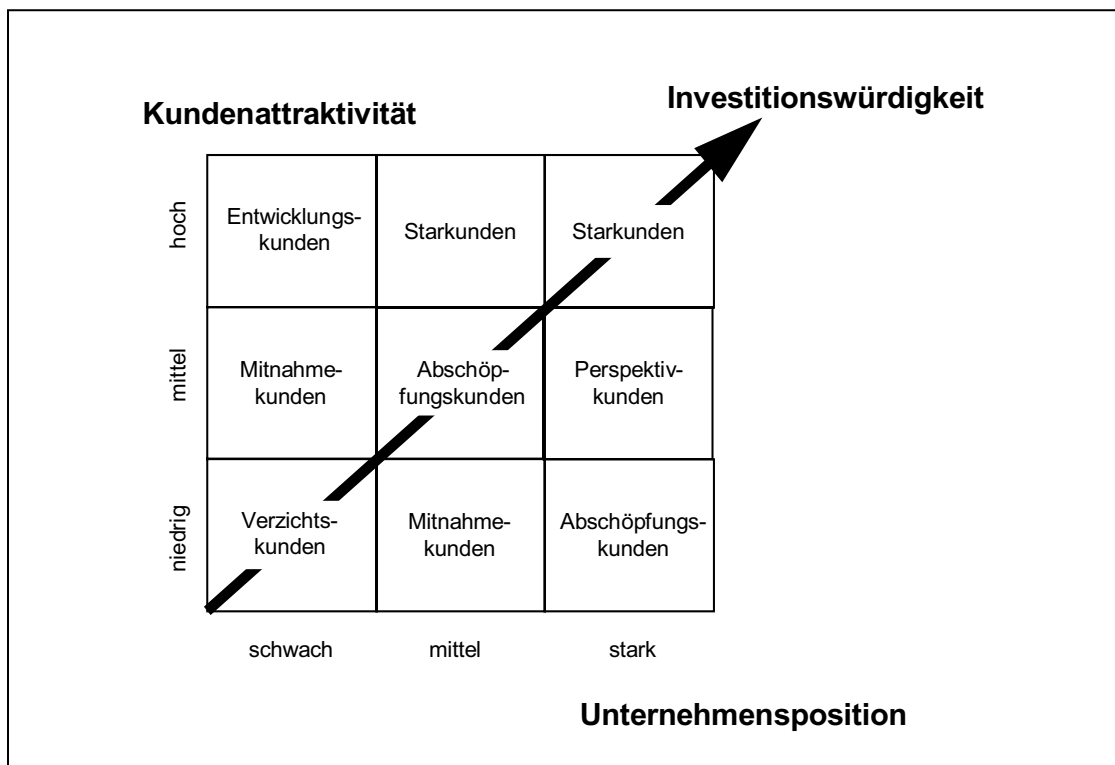 Kundenattraktivität
Investitionswürdigkeit
hoch
Entwicklungs-
kunden
Starkunden
Starkunden
mittel
Mitnahme-
kunden
Abschöp-
fungskunden
Perspektiv-
kunden
niedrig
Verzichts-
kunden
Mitnahme-
kunden
Abschöpfungs-
kunden
schwach
mittel
stark
Unternehmensposition